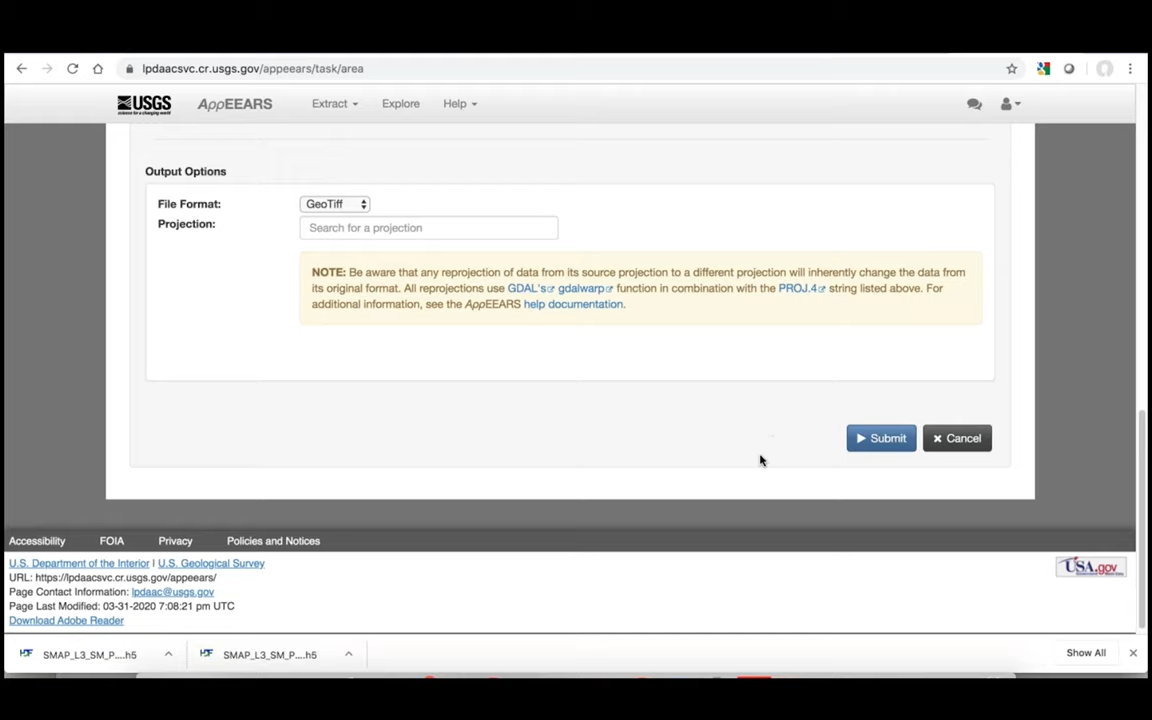 lpdaacsvc.cr.usgs.gov/appeears/task/area
USGS
science for a changing world
AppEEARS
Extract
Explore
Help
Output Options
File Format:
GeoTiff
Projection:
Search for a projection
NOTE: Be aware that any reprojection of data from its source projection to a different projection will inherently change the data from
its original format. All reprojections use GDAL's gdalwarp function in combination with the PROJ.4 string listed above. For
additional information, see the AppEEARS help documentation.
Submit
Cancel
Accessibility
FOIA
Privacy
Policies and Notices
U.S. Department of the Interior | U.S. Geological Survey
URL: https://lpdaacsvc.cr.usgs.gov/appeears/
Page Contact Information: lpdaac@usgs.gov
Page Last Modified: 03-31-2020 7:08:21 pm UTC
Download Adobe Reader
USA.gov
SMAP_L3_SM_P....h5
SMAP_L3_SM_P....h5
Show All